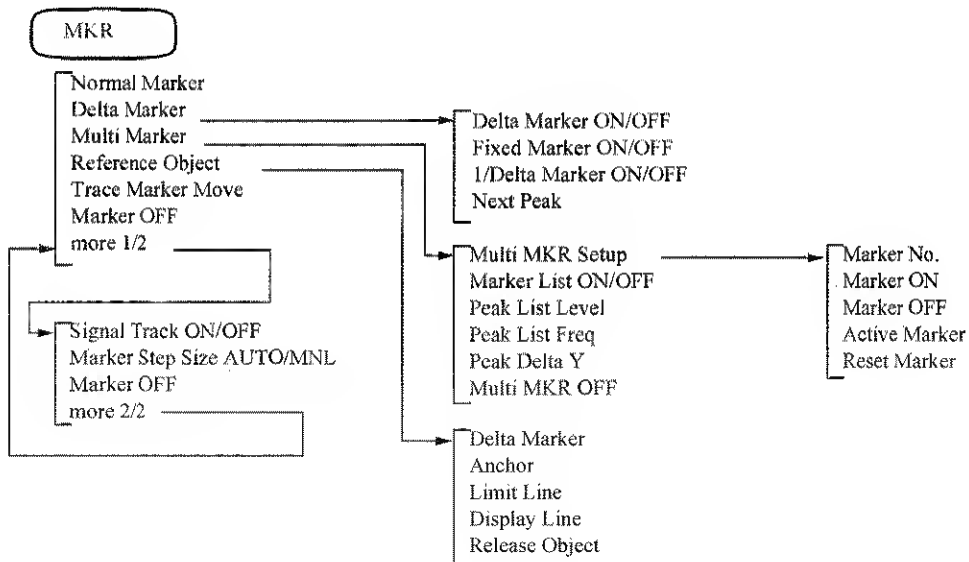 MKR
Normal Marker
Delta Marker
Multi Marker
Reference Object
Trace Marker Move
Marker OFF
more 1/2
Signal Track ON/OFF
Marker Step Size AUTO/MNL
Marker OFF
more 2/2
Delta Marker ON/OFF
Fixed Marker ON/OFF
1/Delta Marker ON/OFF
Next Peak
Multi MKR Setup
Marker List ON/OFF
Peak List Level
Peak List Freq
Peak Delta Y
Multi MKR OFF
Delta Marker
Anchor
Limit Line
Display Line
Release Object
Marker No.
Marker ON
Marker OFF
Active Marker
Reset Marker